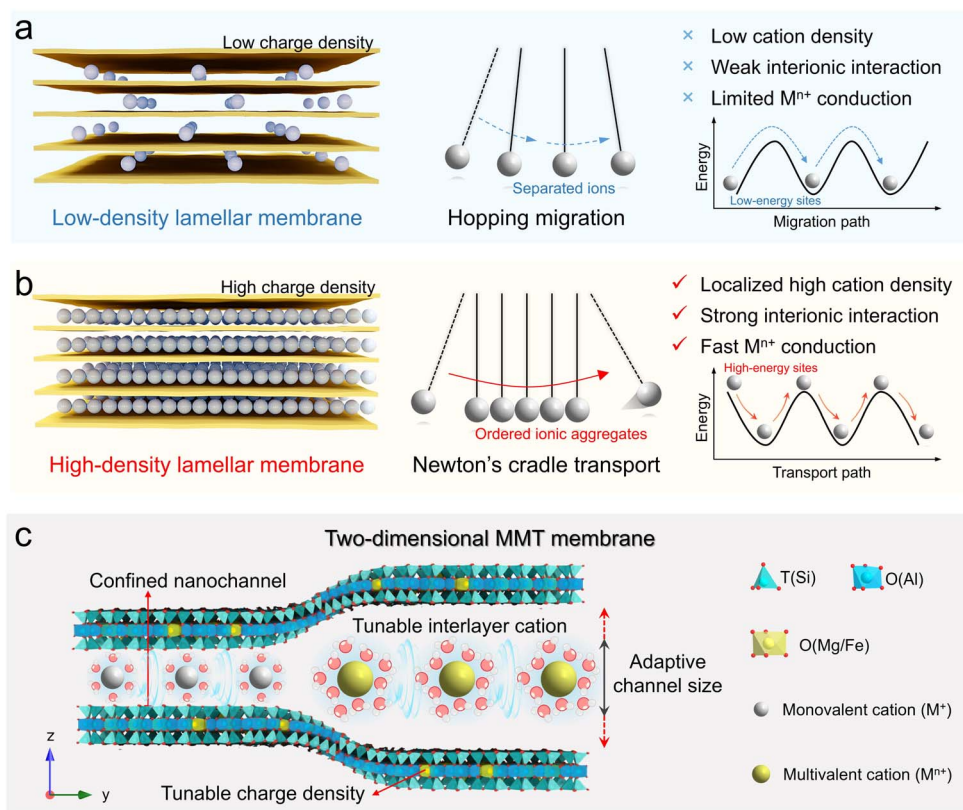 a
Low charge density
Low-density lamellar membrane
Separated ions
Hopping migration
× Low cation density
× Weak interionic interaction
× Limited Mⁿ⁺ conduction
Energy
Low-energy sites
Migration path
b
High charge density
High-density lamellar membrane
Ordered ionic aggregates
Newton's cradle transport
✓ Localized high cation density
✓ Strong interionic interaction
✓ Fast Mⁿ⁺ conduction
High-energy sites
Energy
Transport path
c
Two-dimensional MMT membrane
Confined nanochannel
Tunable interlayer cation
Adaptive
channel size
Tunable charge density
z
y
T(Si)
O(Al)
O(Mg/Fe)
Monovalent cation (M⁺)
Multivalent cation (Mⁿ⁺)